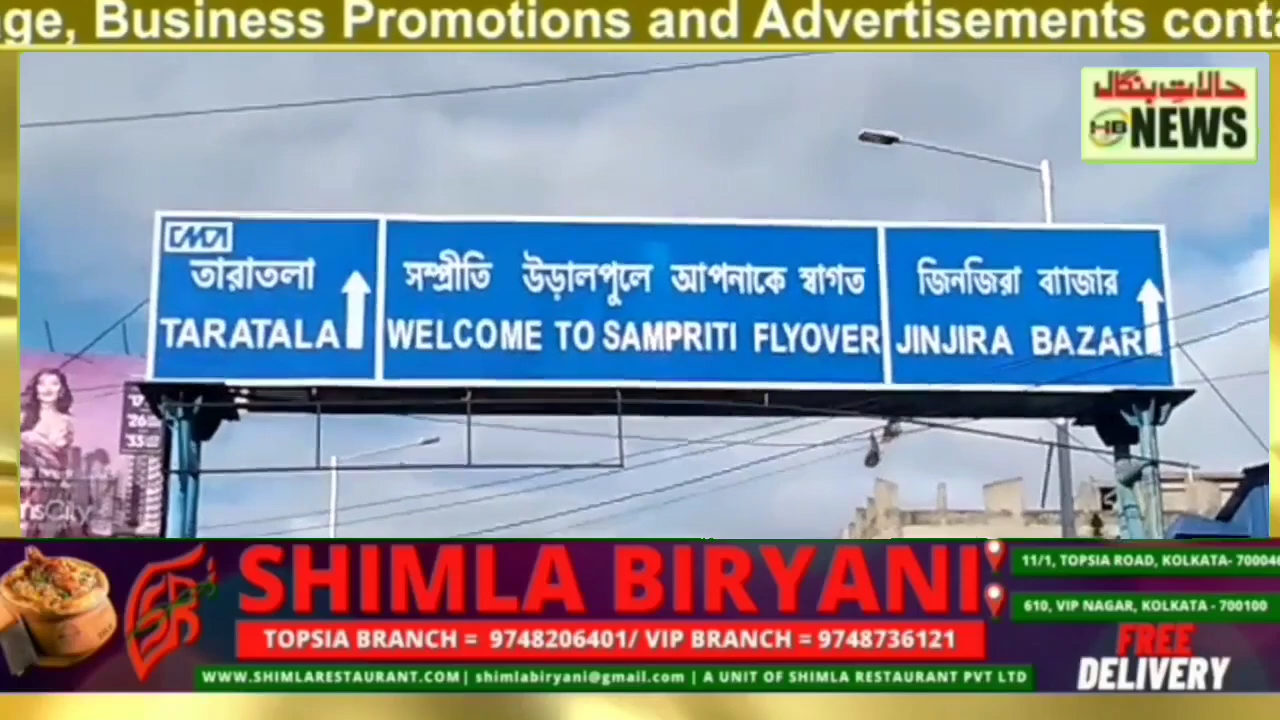 ge, Business Promotions and Advertisements cont
حالاتِ بنگال
HB NEWS
CMDA
তারাতলা
TARATALA
সম্প্রীতি উড়ালপুলে আপনাকে স্বাগত
WELCOME TO SAMPRITI FLYOVER
জিনজিরা বাাজার
JINJIRA BAZAR
SHIMLA BIRYANI
TOPSIA BRANCH = 9748206401/ VIP BRANCH = 9748736121
WWW.SHIMLARESTAURANT.COM| shimlabiryani@gmail.com | A UNIT OF SHIMLA RESTAURANT PVT LTD
11/1, TOPSIA ROAD, KOLKATA- 700046
610, VIP NAGAR, KOLKATA - 700100
FREE
DELIVERY